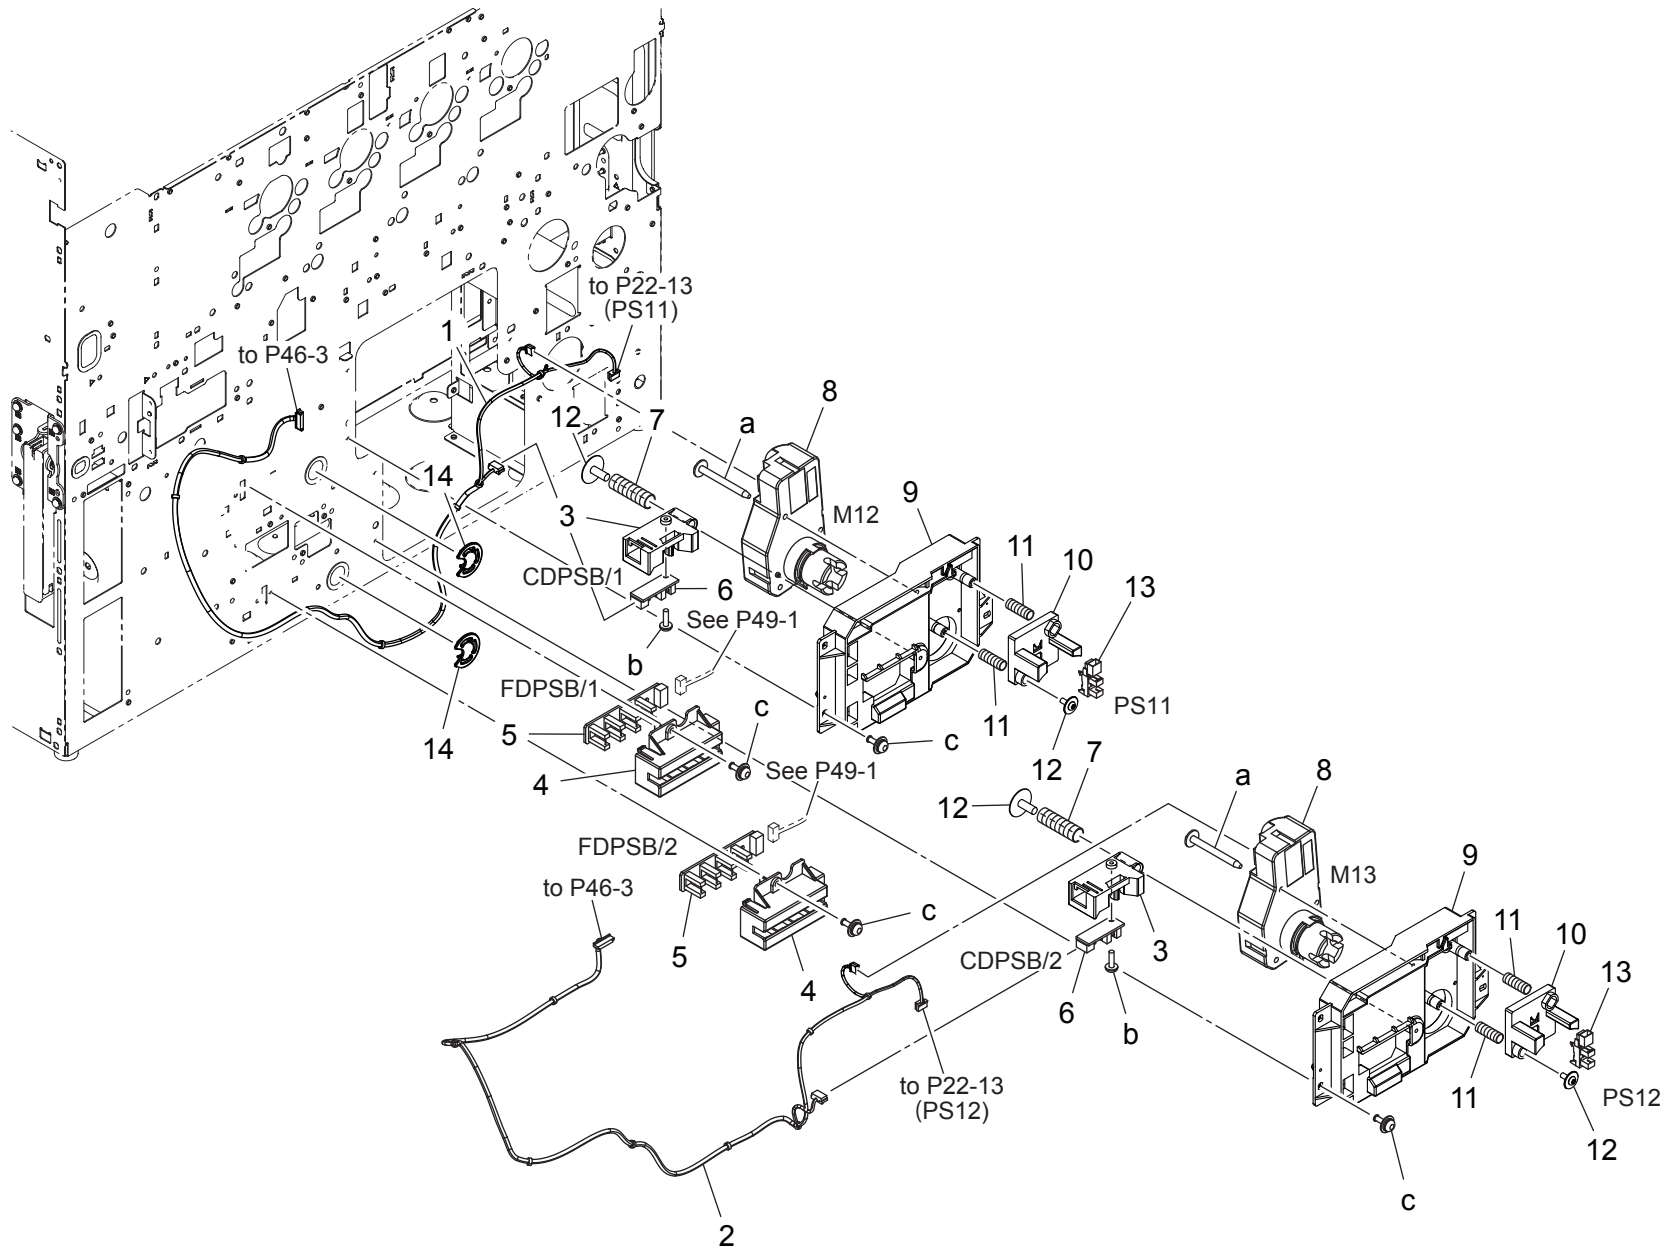 to P22-13
(PS11)
1
to P46-3
8
12
7
a
14
9
M12
3
11
10
CDPSB/1
13
6
See P49-1
b
FDPSB/1
c
PS11
5
11
14
c
7
12
4
See P49-1
12
a
8
FDPSB/2
9
M13
to P46-3
c
11
10
5
3
CDPSB/2
13
4
6
b
to P22-13
(PS12)
11
PS12
12
c
2